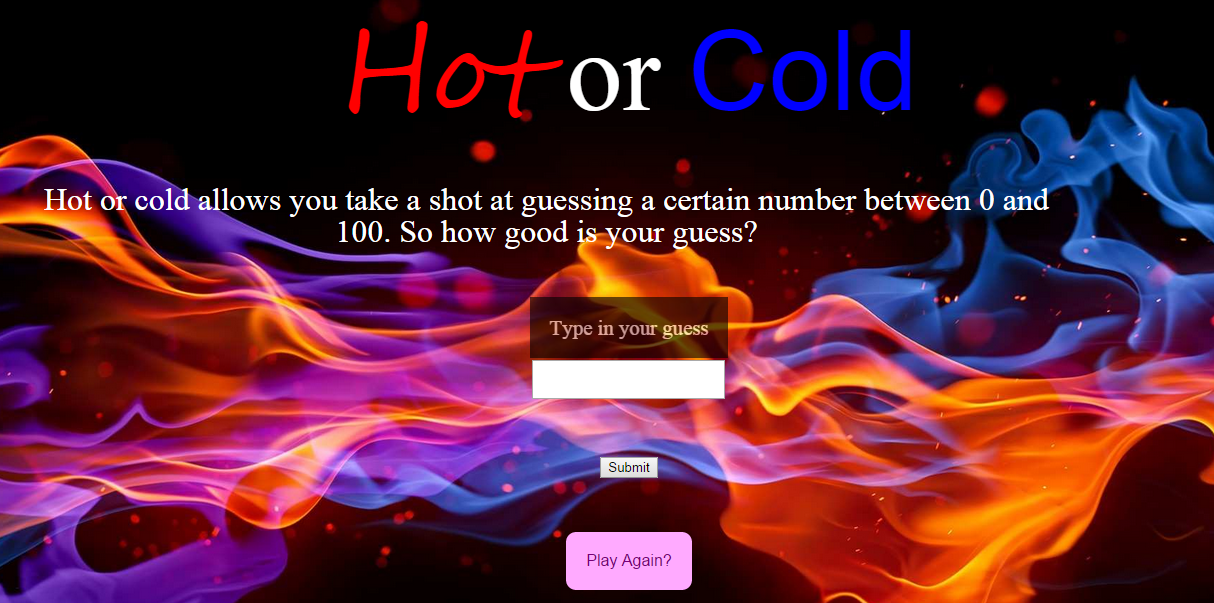 Hot or Cold
Hot or cold allows you take a shot at guessing a certain number between 0 and
100. So how good is your guess?
Type in your guess
Submit
Play Again?